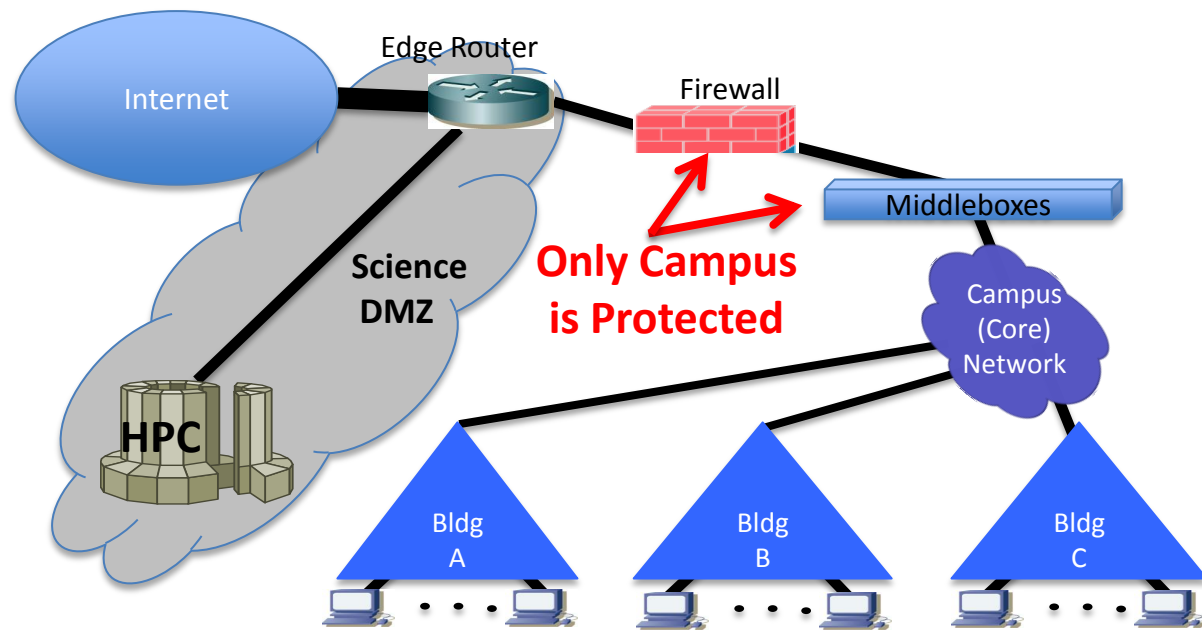 Edge Router
Internet
Firewall
Middleboxes
Science
DMZ
Only Campus
is Protected
Campus
(Core)
Network
HPC
Bldg
A
Bldg
B
Bldg
C